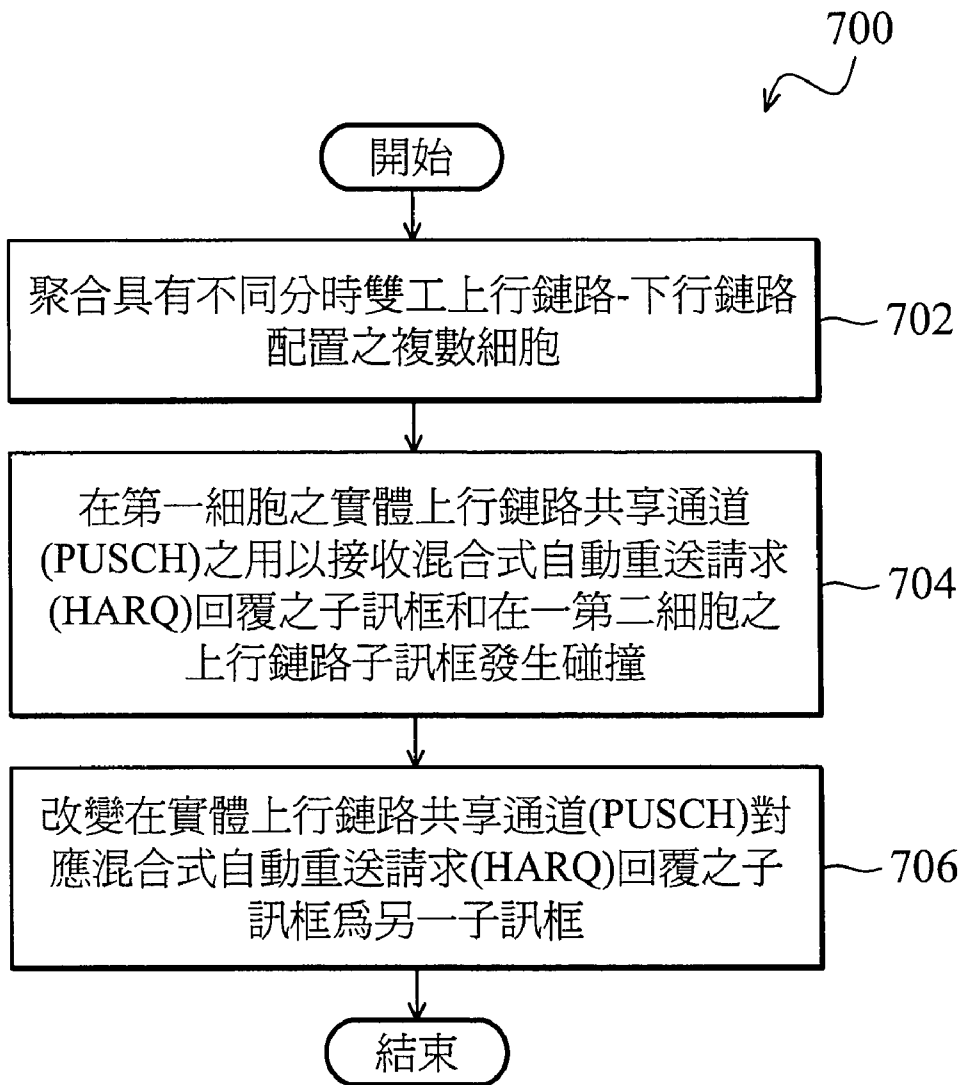 700
開始
聚合具有不同分時雙工上行鏈路-下行鏈路
配置之複數細胞
702
在第一細胞之實體上行鏈路共享通道
(PUSCH)之用以接收混合式自動重送請求
(HARQ)回覆之子訊框和在一第二細胞之
上行鏈路子訊框發生碰撞
704
改變在實體上行鏈路共享通道(PUSCH)對
應混合式自動重送請求(HARQ)回覆之子
訊框爲另一子訊框
706
結束